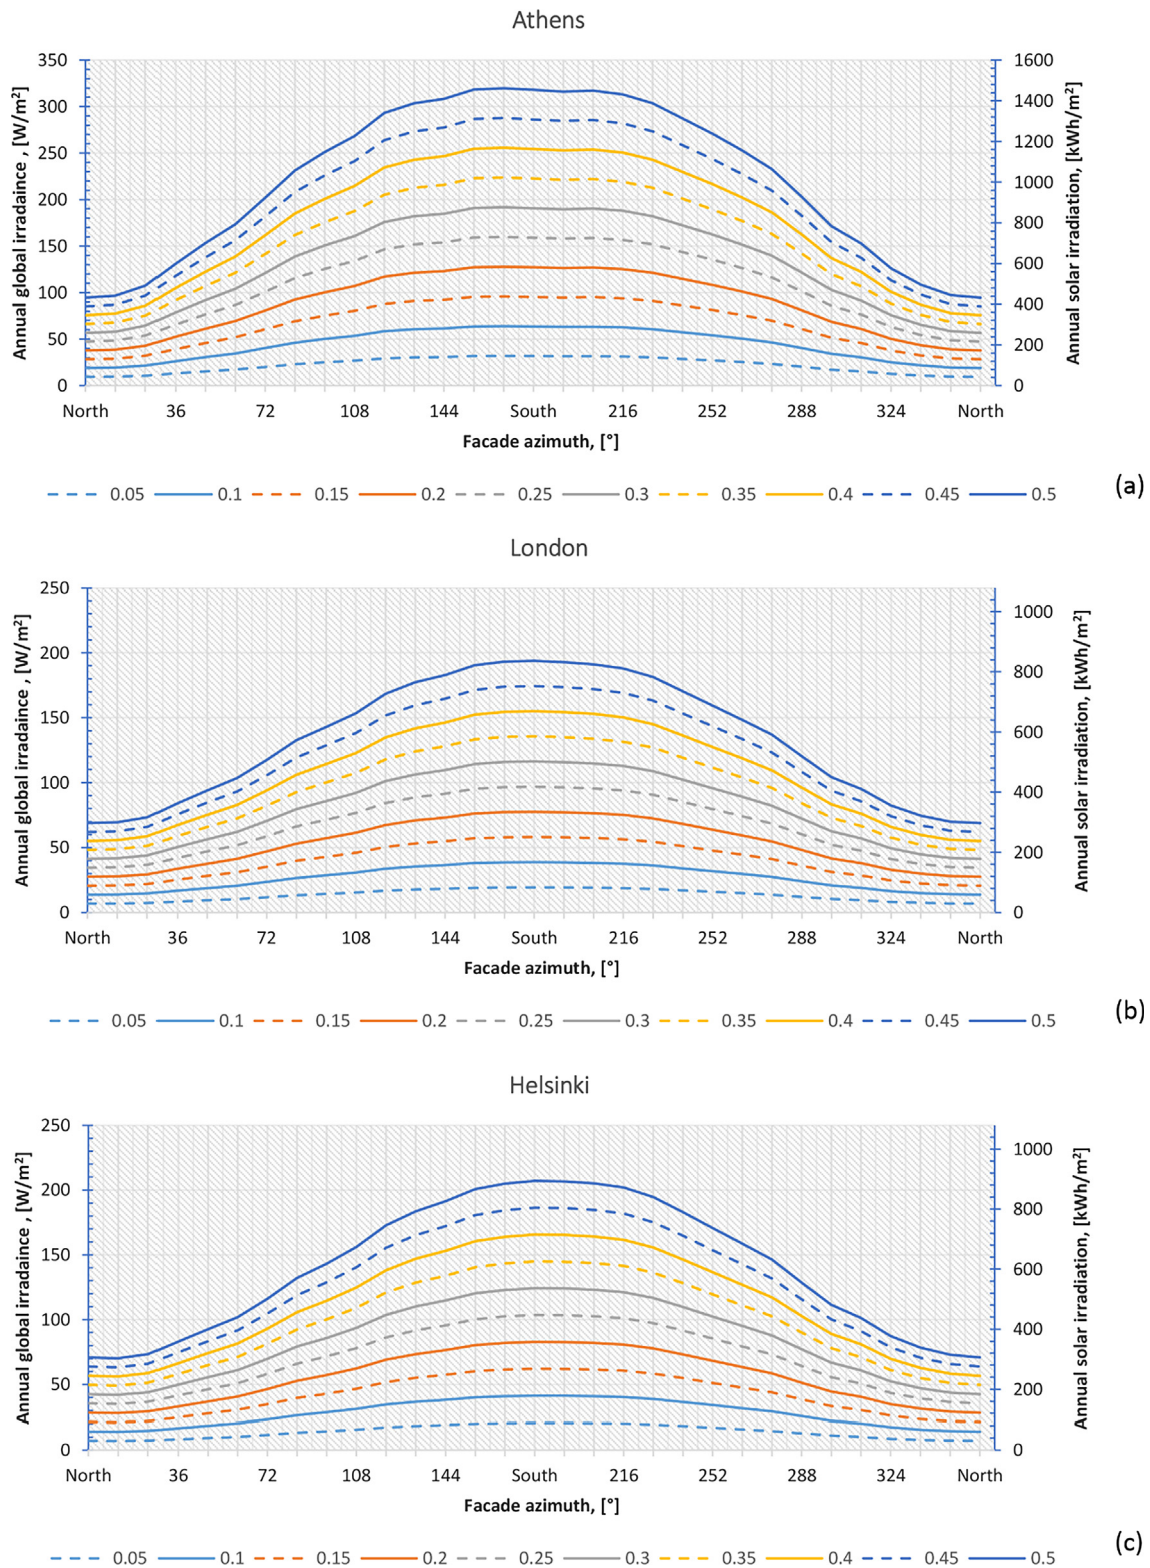 Athens
Annual global irradaince , [W/m²]
350
300
250
200
150
100
50
0
1600
1400
1200
1000
800
600
400
200
0
Annual solar irradiation, [kWh/m²]
North 36 72 108 144 South 216 252 288 324 North
Facade azimuth, [°]
0.05 0.1 0.15 0.2 0.25 0.3 0.35 0.4 0.45 0.5
(a)
London
Annual global irradaince , [W/m²]
250
200
150
100
50
0
1000
800
600
400
200
0
Annual solar irradiation, [kWh/m²]
North 36 72 108 144 South 216 252 288 324 North
Facade azimuth, [°]
0.05 0.1 0.15 0.2 0.25 0.3 0.35 0.4 0.45 0.5
(b)
Helsinki
Annual global irradaince , [W/m²]
250
200
150
100
50
0
1000
800
600
400
200
0
Annual solar irradiation, [kWh/m²]
North 36 72 108 144 South 216 252 288 324 North
Facade azimuth, [°]
0.05 0.1 0.15 0.2 0.25 0.3 0.35 0.4 0.45 0.5
(c)